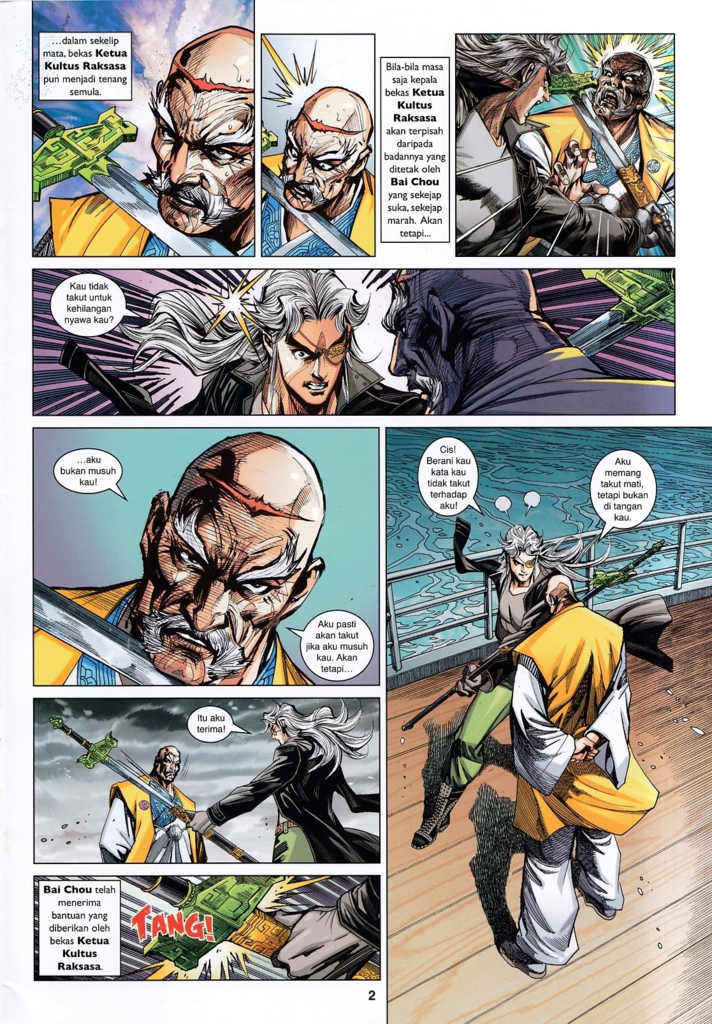 …dalam sekelip
mata, bekas Ketua
Kultus Raksasa
pun menjadi tenang
semula.
Bila-bila masa
saja kepala
bekas Ketua
Kultus
Raksasa
akan terpisah
daripada
badannya yang
ditetak oleh
Bai Chou
yang sekejap
suka, sekejap
marah. Akan
tetapi...
Kau tidak
takut untuk
kehilangan
nyawa kau?
…aku
bukan musuh
kau!
Aku pasti
akan takut
jika aku musuh
kau. Akan
tetapi…
Cis!
Berani kau
kata kau
tidak takut
terhadap
aku!
Aku
memang
takut mati,
tetapi bukan
di tangan
kau.
Itu aku
terima!
Bai Chou telah
menerima
bantuan yang
diberikan oleh
bekas Ketua
Kultus
Raksasa.
TANG!
2